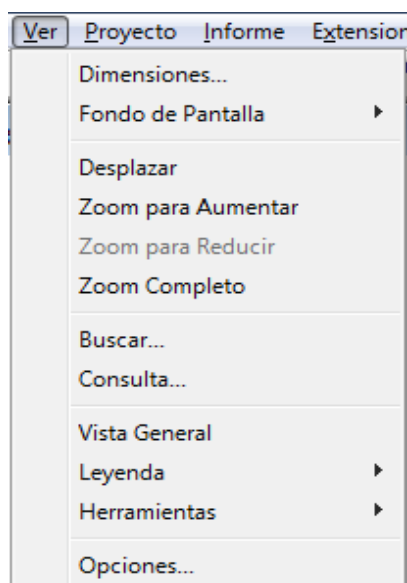 Ver Proyecto Informe Extension
Dimensiones...
Fondo de Pantalla
Desplazar
Zoom para Aumentar
Zoom para Reducir
Zoom Completo
Buscar...
Consulta...
Vista General
Leyenda
Herramientas
Opciones...